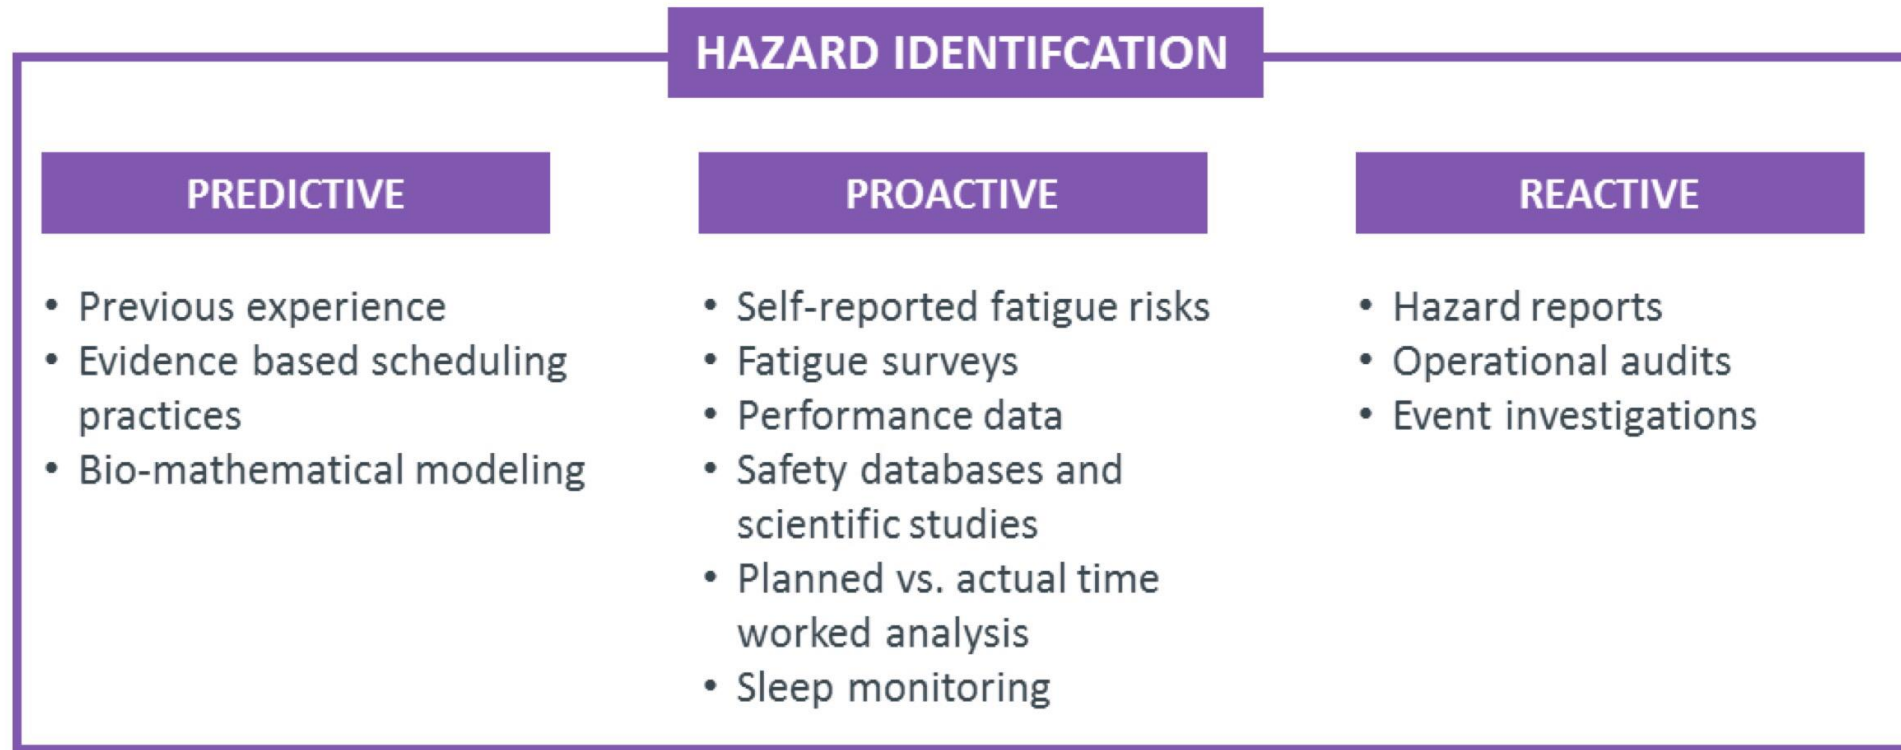 HAZARD IDENTIFCATION
PREDICTIVE
• Previous experience
• Evidence based scheduling
practices
• Bio-mathematical modeling
PROACTIVE
• Self-reported fatigue risks
• Fatigue surveys
• Performance data
• Safety databases and
scientific studies
• Planned vs. actual time
worked analysis
• Sleep monitoring
REACTIVE
• Hazard reports
• Operational audits
• Event investigations